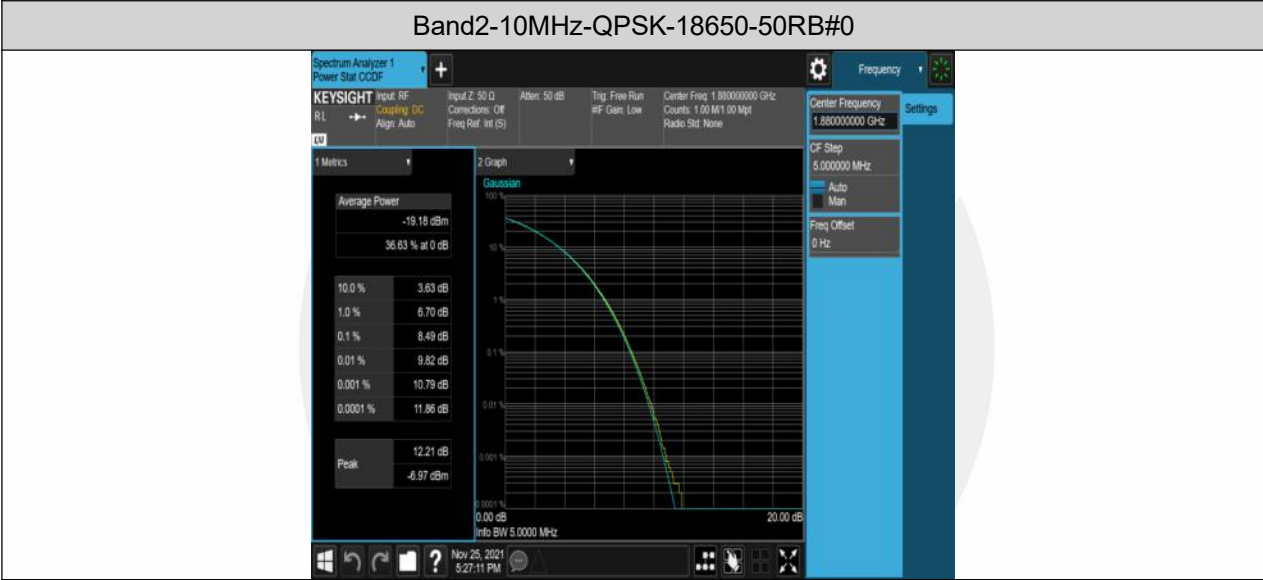 Band2-10MHz-QPSK-18650-50RB#0
Spectrum Analyzer 1
Power Stat CCDF
+
Frequency
KEYSIGHT
R L
LXI
Input: RF
Coupling: DC
Align: Auto
Input Z: 50 Ω
Corrections: Off
Freq Ref: Int (S)
Atten: 50 dB
Trig: Free Run
#IF Gain: Low
Center Freq: 1.880000000 GHz
Counts: 1.00 M/1.00 Mpt
Radio Std: None
Center Frequency
1.880000000 GHz
Settings
CF Step
5.000000 MHz
Auto
Man
Freq Offset
0 Hz
1 Metrics
Average Power
-19.18 dBm
36.63 % at 0 dB
10.0 % 3.63 dB
1.0 % 6.70 dB
0.1 % 8.49 dB
0.01 % 9.82 dB
0.001 % 10.79 dB
0.0001 % 11.86 dB
Peak
12.21 dB
-6.97 dBm
2 Graph
Gaussian
100 %
10 %
1 %
0.1 %
0.01 %
0.001 %
0.0001 %
0.00 dB 20.00 dB
Info BW 5.0000 MHz
?
Nov 25, 2021
5:27:11 PM